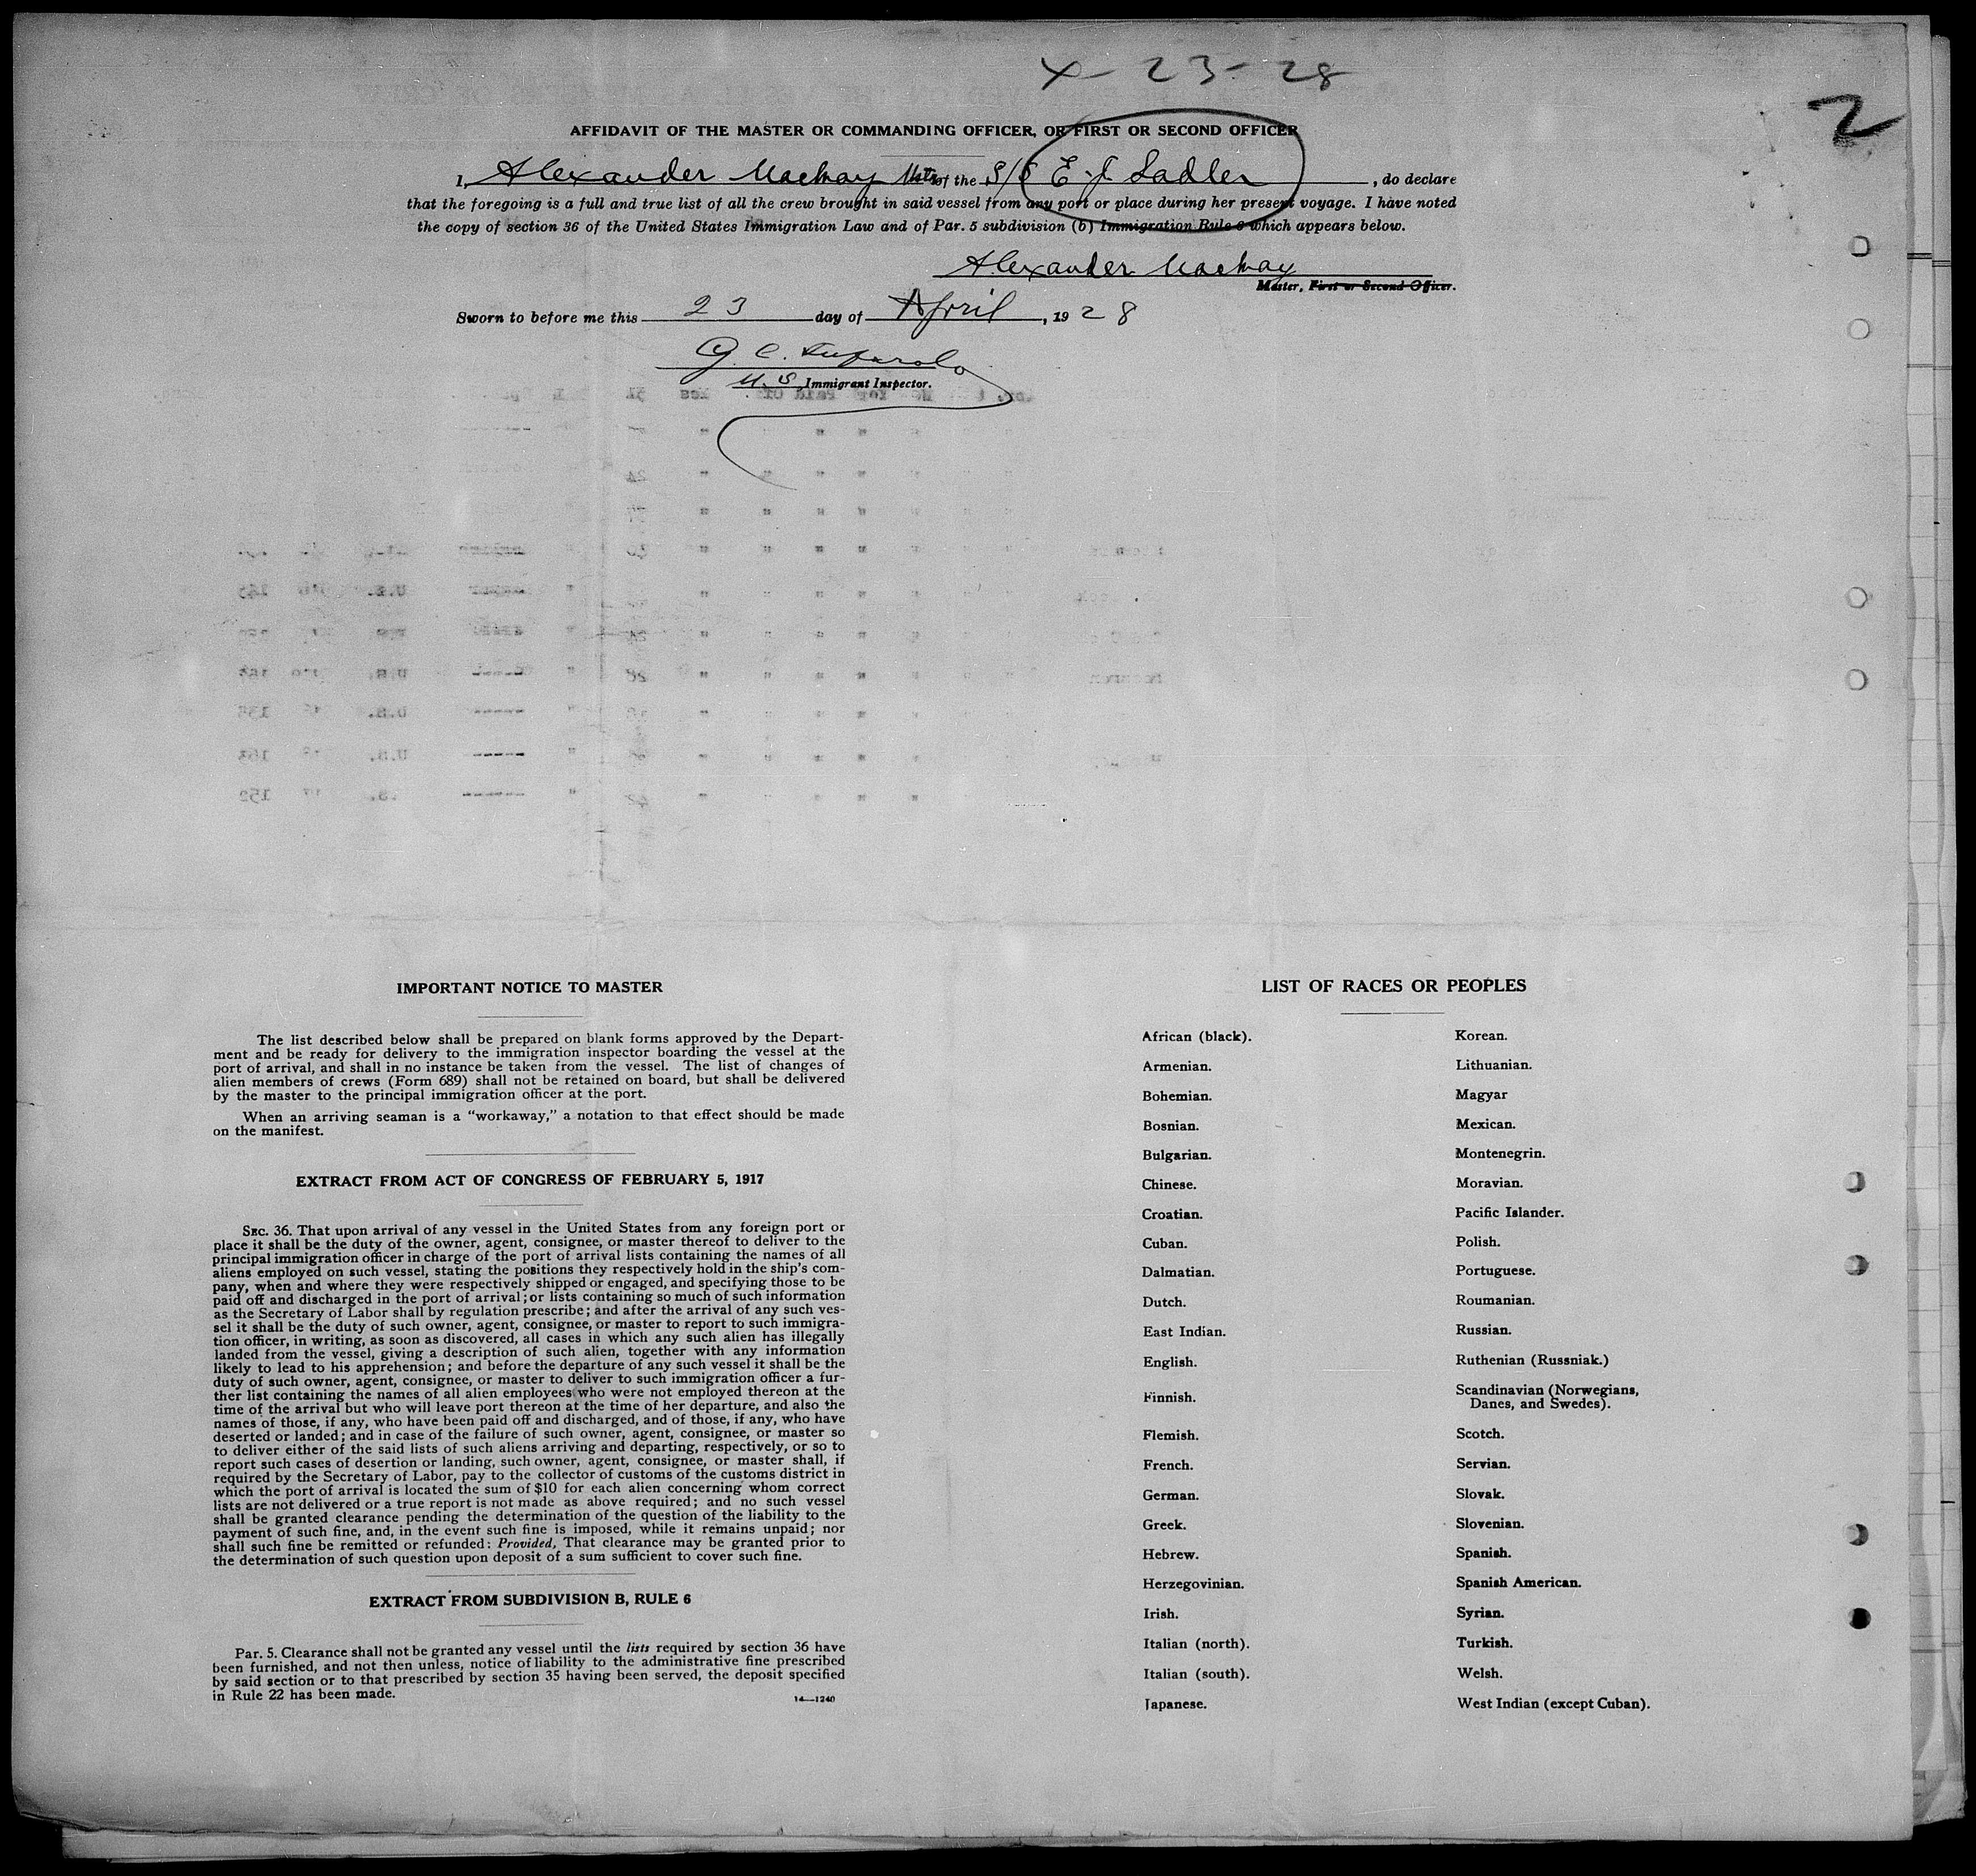 X-23-28
2
AFFIDAVIT OF THE MASTER OR COMMANDING OFFICER, OR FIRST OR SECOND OFFICER
I, Alexander Mackay Mstr of the S/S E. J. Sadler, do declare
that the foregoing is a full and true list of all the crew brought in said vessel from any port or place during her present voyage. I have noted
the copy of section 36 of the United States Immigration Law and of Par. 5 subdivision (b) Immigration Rule 6 which appears below.
Alexander Mackay
Master, First or Second Officer.
Sworn to before me this 23 day of April, 1928
U.S. Immigrant Inspector.
IMPORTANT NOTICE TO MASTER
The list described below shall be prepared on blank forms approved by the Depart-
ment and be ready for delivery to the immigration inspector boarding the vessel at the
port of arrival, and shall in no instance be taken from the vessel. The list of changes of
alien members of crews (Form 689) shall not be retained on board, but shall be delivered
by the master to the principal immigration officer at the port.
When an arriving seaman is a "workaway," a notation to that effect should be made
on the manifest.
EXTRACT FROM ACT OF CONGRESS OF FEBRUARY 5, 1917
SEC. 36. That upon arrival of any vessel in the United States from any foreign port or
place it shall be the duty of the owner, agent, consignee, or master thereof to deliver to the
principal immigration officer in charge of the port of arrival lists containing the names of all
aliens employed on such vessel, stating the positions they respectively hold in the ship's com-
pany, when and where they were respectively shipped or engaged, and specifying those to be
paid off and discharged in the port of arrival; or lists containing so much of such information
as the Secretary of Labor shall by regulation prescribe; and after the arrival of any such ves-
sel it shall be the duty of such owner, agent, consignee, or master to report to such immigra-
tion officer, in writing, as soon as discovered, all cases in which any such alien has illegally
landed from the vessel, giving a description of such alien, together with any information
likely to lead to his apprehension; and before the departure of any such vessel it shall be the
duty of such owner, agent, consignee, or master to deliver to such immigration officer a fur-
ther list containing the names of all alien employees who were not employed thereon at the
time of the arrival but who will leave port thereon at the time of her departure, and also the
names of those, if any, who have been paid off and discharged, and of those, if any, who have
deserted or landed; and in case of the failure of such owner, agent, consignee, or master so
to deliver either of the said lists of such aliens arriving and departing, respectively, or so to
report such cases of desertion or landing, such owner, agent, consignee, or master shall, if
required by the Secretary of Labor, pay to the collector of customs of the customs district in
which the port of arrival is located the sum of $10 for each alien concerning whom correct
lists are not delivered or a true report is not made as above required; and no such vessel
shall be granted clearance pending the determination of the question of the liability to the
payment of such fine, and, in the event such fine is imposed, while it remains unpaid; nor
shall such fine be remitted or refunded: Provided, That clearance may be granted prior to
the determination of such question upon deposit of a sum sufficient to cover such fine.
EXTRACT FROM SUBDIVISION B, RULE 6
Par. 5. Clearance shall not be granted any vessel until the lists required by section 36 have
been furnished, and not then unless, notice of liability to the administrative fine prescribed
by said section or to that prescribed by section 35 having been served, the deposit specified
in Rule 22 has been made.
14—1240
LIST OF RACES OR PEOPLES
African (black).
Armenian.
Bohemian.
Bosnian.
Bulgarian.
Chinese.
Croatian.
Cuban.
Dalmatian.
Dutch.
East Indian.
English.
Finnish.
Flemish.
French.
German.
Greek.
Hebrew.
Herzegovinian.
Irish.
Italian (north).
Italian (south).
Japanese.
Korean.
Lithuanian.
Magyar
Mexican.
Montenegrin.
Moravian.
Pacific Islander.
Polish.
Portuguese.
Roumanian.
Russian.
Ruthenian (Russniak.)
Scandinavian (Norwegians,
Danes, and Swedes).
Scotch.
Servian.
Slovak.
Slovenian.
Spanish.
Spanish American.
Syrian.
Turkish.
Welsh.
West Indian (except Cuban).